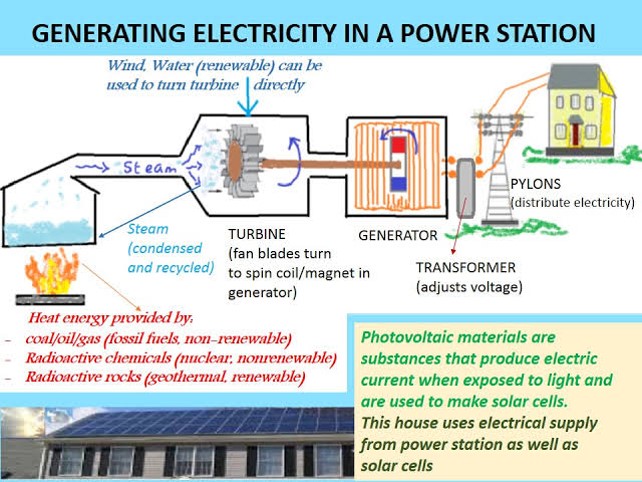 GENERATING ELECTRICITY IN A POWER STATION
Wind, Water (renewable) can be
used to turn turbine directly
Steam
Steam
(condensed
and recycled)
TURBINE
(fan blades turn
to spin coil/magnet in
generator)
GENERATOR
TRANSFORMER
(adjusts voltage)
PYLONS
(distribute electricity)
Heat energy provided by:
- coal/oil/gas (fossil fuels, non-renewable)
- Radioactive chemicals (nuclear, nonrenewable)
- Radioactive rocks (geothermal, renewable)
Photovoltaic materials are
substances that produce electric
current when exposed to light and
are used to make solar cells.
This house uses electrical supply
from power station as well as
solar cells